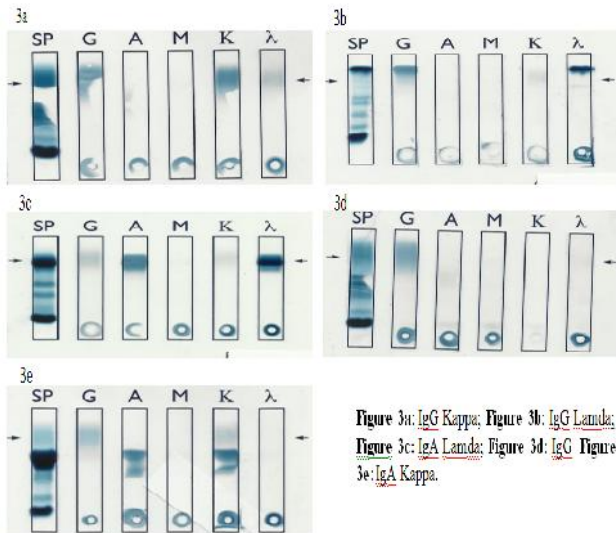 3a
SP G A M K λ
3b
SP G A M K λ
3c
SP G A M K λ
3d
SP G A M K λ
3e
SP G A M K λ
Figure 3a: IgG Kappa; Figure 3b: IgG Lamda;
Figure 3c: IgA Lamda; Figure 3d: IgG Figure
3e: IgA Kappa.